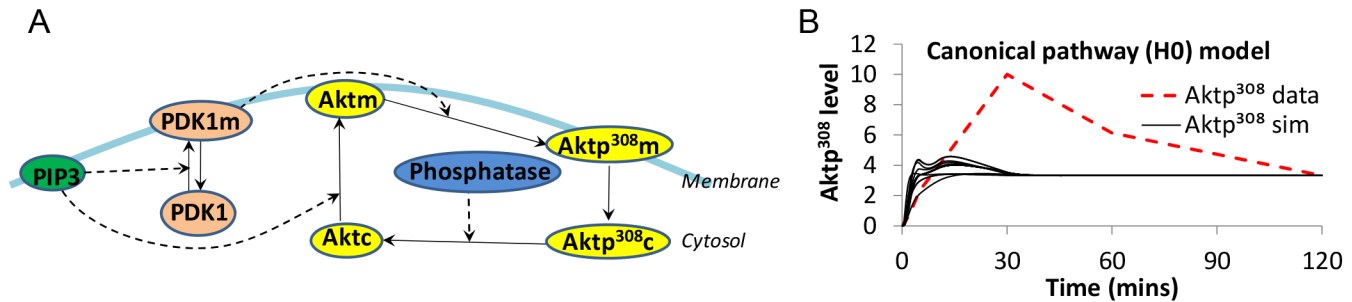 A
PIP3
PDK1m
PDK1
Aktm
Aktp³⁰⁸m
Phosphatase
Membrane
Aktc
Aktp³⁰⁸c
Cytosol
B
Canonical pathway (H0) model
Aktp³⁰⁸ data
Aktp³⁰⁸ sim
Aktp³⁰⁸ level
12
10
8
6
4
2
0
0 30 60 90 120
Time (mins)